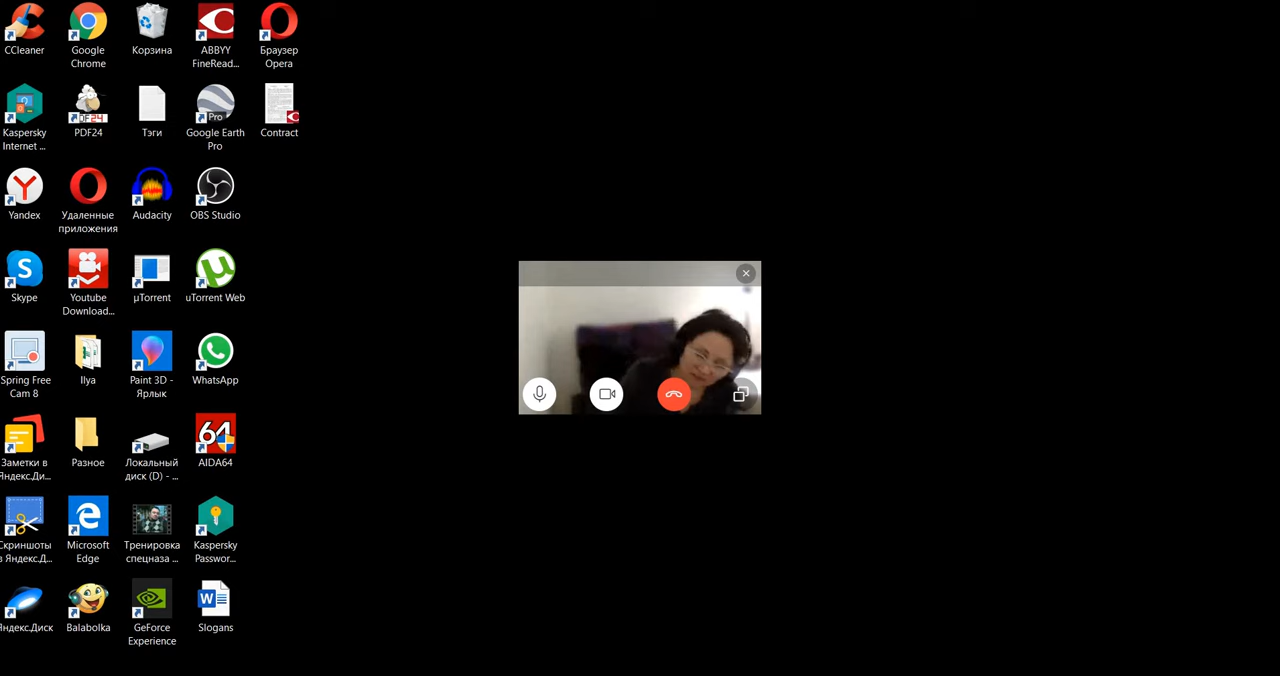 CCleaner
Google
Chrome
Корзина
ABBYY
FineRead...
Браузер
Opera
Kaspersky
Internet ...
PDF24
Тэги
Google Earth
Pro
Contract
Yandex
Удаленные
приложения
Audacity
OBS Studio
Skype
Youtube
Download...
µTorrent
uTorrent Web
Spring Free
Cam 8
Ilya
Paint 3D -
Ярлык
WhatsApp
Заметки в
Яндекс.Ди...
Разное
Локальный
диск (D) - ...
64
AIDA64
Скриншоты
в Яндекс.Д...
Microsoft
Edge
Тренировка
спецназа ...
Kaspersky
Passwor...
Яндекс.Диск
Balabolka
GeForce
Experience
Slogans